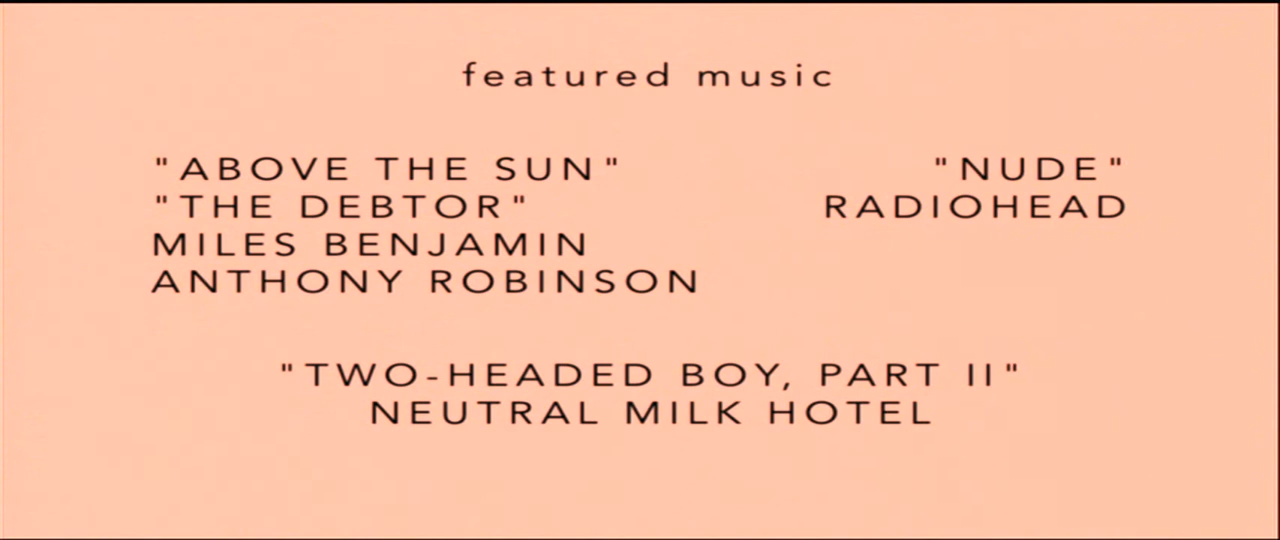 featured music
"ABOVE THE SUN"
"THE DEBTOR"
MILES BENJAMIN
ANTHONY ROBINSON
"NUDE"
RADIOHEAD
"TWO-HEADED BOY, PART II"
NEUTRAL MILK HOTEL